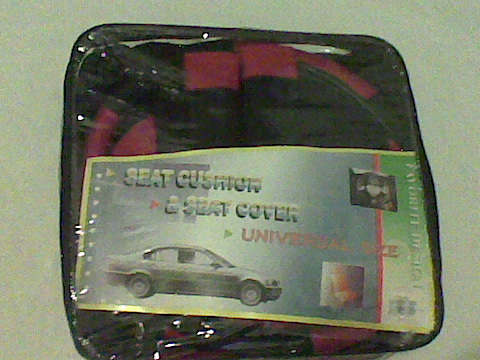 SEAT CUSHION
& SEAT COVER
UNIVERSAL SIZE